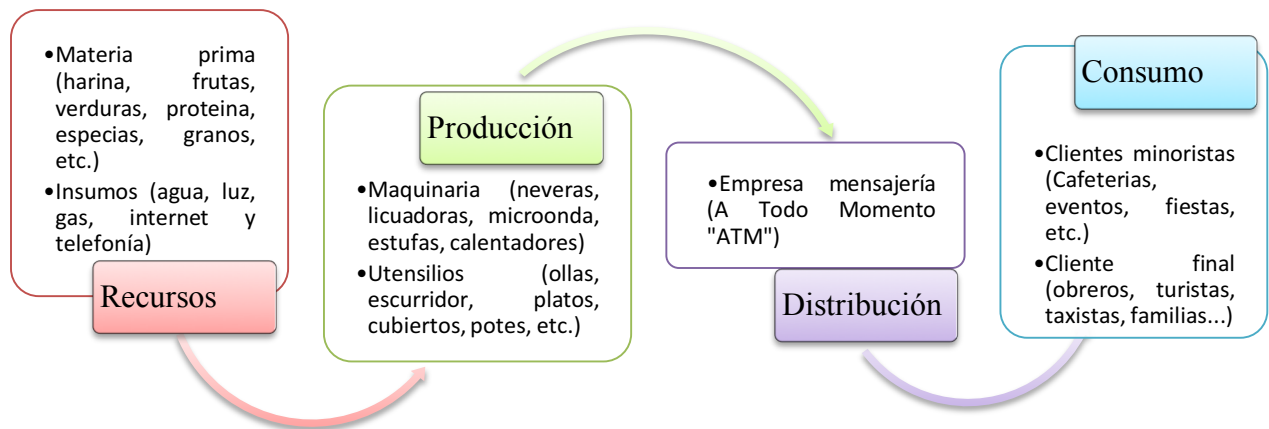 •Materia prima
(harina, frutas,
verduras, proteina,
especias, granos,
etc.)
•Insumos (agua, luz,
gas, internet y
telefonía)
Recursos
Producción
•Maquinaria (neveras,
licuadoras, microonda,
estufas, calentadores)
•Utensilios (ollas,
escurridor, platos,
cubiertos, potes, etc.)
•Empresa mensajería
(A Todo Momento
"ATM")
Distribución
Consumo
•Clientes minoristas
(Cafeterias,
eventos, fiestas,
etc.)
•Cliente final
(obreros, turistas,
taxistas, familias...)